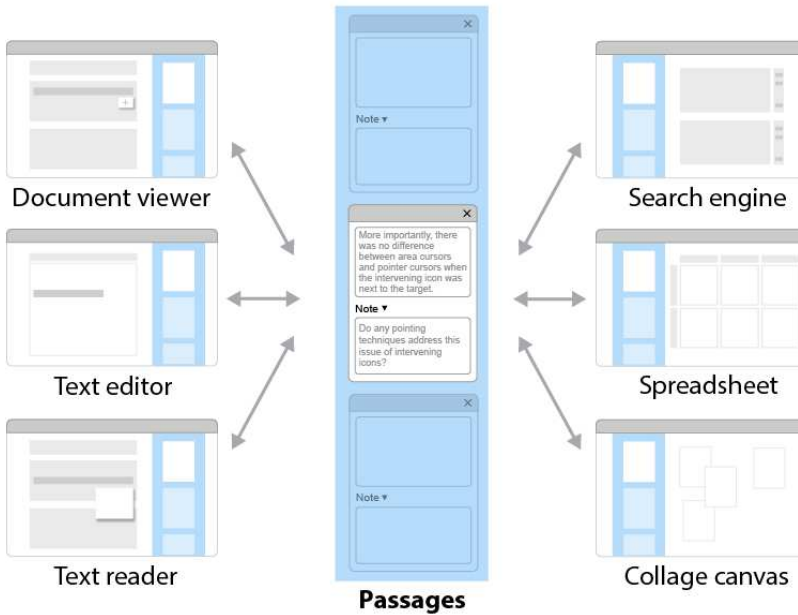 Document viewer
Text editor
Text reader
Note ▾
More importantly, there
was no difference
between area cursors
and pointer cursors when
the intervening icon was
next to the target.
Note ▾
Do any pointing
techniques address this
issue of intervening
icons?
Note ▾
Passages
Search engine
Spreadsheet
Collage canvas